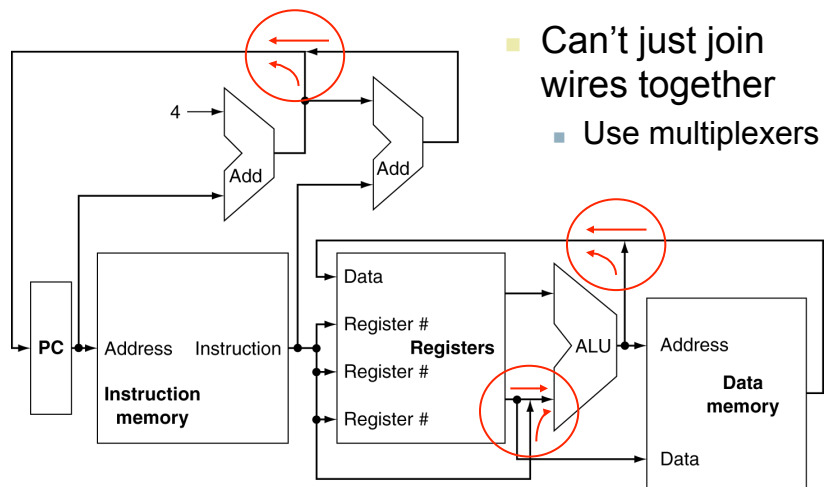 Can't just join
wires together
Use multiplexers
4
Add
Add
Data
Register #
Registers
Register #
Register #
ALU
PC
Address
Instruction
Instruction
memory
Address
Data
memory
Data